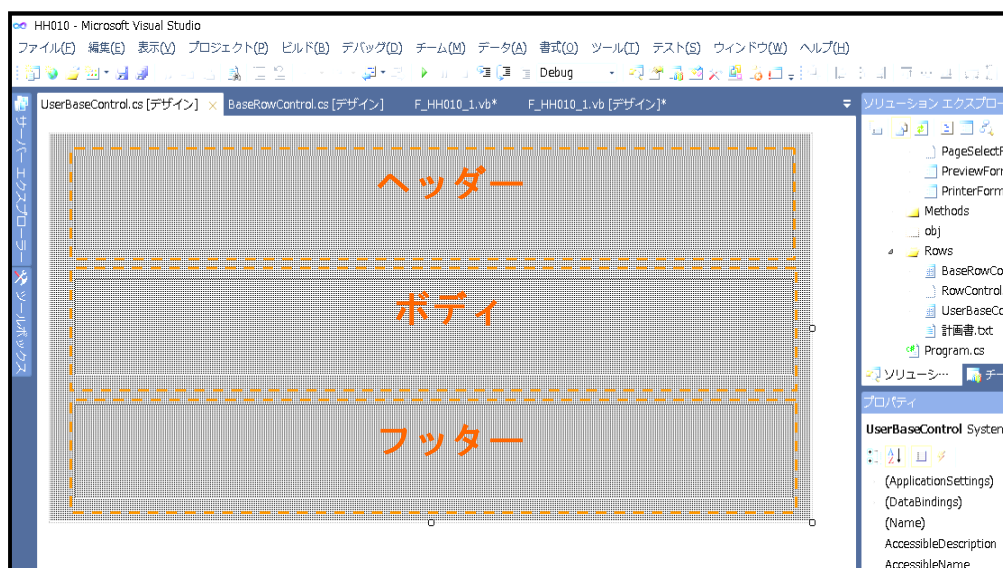 HH010 - Microsoft Visual Studio
ファイル(F) 編集(E) 表示(V) プロジェクト(P) ビルド(B) デバッグ(D) チーム(M) データ(A) 書式(O) ツール(T) テスト(S) ウィンドウ(W) ヘルプ(H)
Debug
UserBaseControl.cs [デザイン] BaseRowControl.cs [デザイン] F_HH010_1.vb* F_HH010_1.vb [デザイン]*
サーバー エクスプローラー
ツールボックス
ヘッダー
ボディ
フッター
ソリューション エクスプロー
PageSelectF
PreviewForr
PrinterForm
Methods
obj
Rows
BaseRowCo
RowControl
UserBaseCo
計画書.txt
Program.cs
ソリューシ… チー
プロパティ
UserBaseControl System
(ApplicationSettings)
(DataBindings)
(Name)
AccessibleDescription
AccessibleName